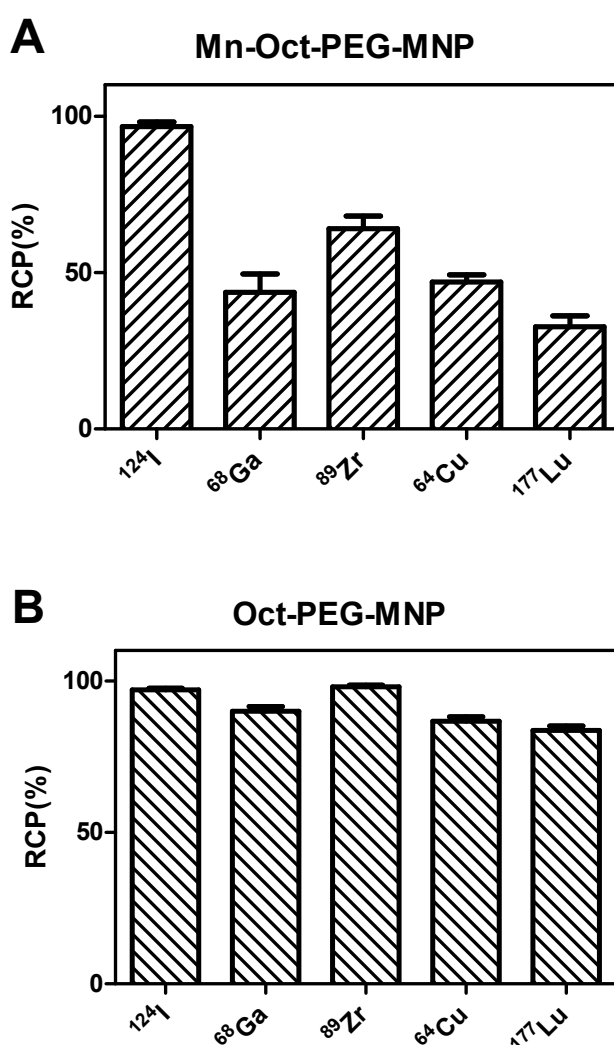 A
Mn-Oct-PEG-MNP
RCP(%)
100
50
0
¹²⁴I
⁶⁸Ga
⁸⁹Zr
⁶⁴Cu
¹⁷⁷Lu
B
Oct-PEG-MNP
RCP(%)
100
50
0
¹²⁴I
⁶⁸Ga
⁸⁹Zr
⁶⁴Cu
¹⁷⁷Lu